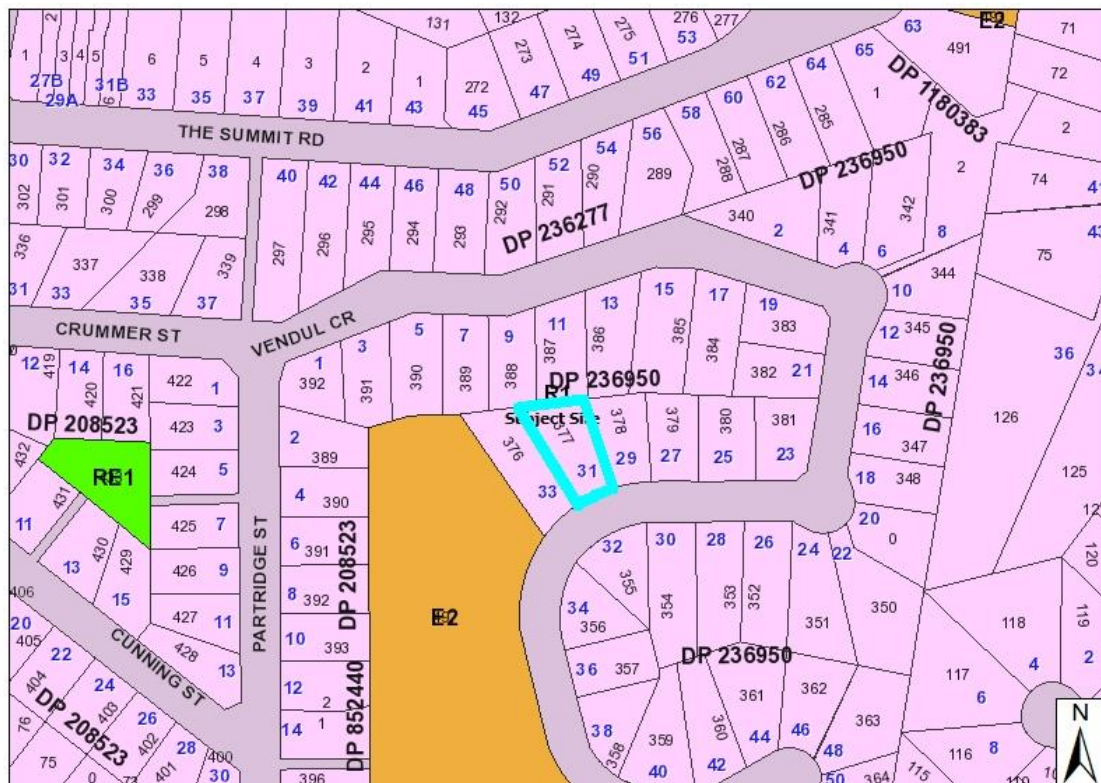 131 132 276 277 E2 71
1 2 3 4 5 6 5 4 3 2 1 272 273 274 275 53 63 491
27B 29A 31B 33 35 37 39 41 43 45 47 49 51 65 64 62 72
THE SUMMIT RD
60 58 56 285 286 287 288 1 DP 1180383 2
30 32 34 36 38 40 42 44 46 48 50 52 54 289 DP 236950 2 74
302 301 300 299 298 297 296 295 294 293 292 291 290
DP 236277 340 2 341 4 342 6 8 75 43
336 337 338 339 344
31 33 35 37 10
CRUMMER ST
VENDUL CR
1 3 5 7 9 11 13 15 17 19 383 12 345 36
12 14 16 419 420 421 422 1 392 391 390 389 388 387 386 385 384 382 21 14 346 DP 236950 126
R1
DP 236950
Subject Site
DP 208523 423 3 2 389 376 377 378 379 380 381 16 347
432 RE1 424 5 33 31 29 27 25 23 18 348 125
431 11 425 7 4 390 20 0
13 430 429 426 9 6 391 DP 208523 32 30 28 26 24 22 120
406 15 427 11 8 392 E2 34 355 354 353 352 351 350 118 119
PARTRIDGE ST
CUNNING ST
20 405 22 428 13 10 393 356 36 357 DP 236950 117 4 2
404 24 403 12 2 361 362 6
DP 208523 26 402 14 1 DP 852440 38 358 359 360 44 46 363 N
76 75 0 73 401 28 400 30 396 40 42 48 50 364 116 8 115